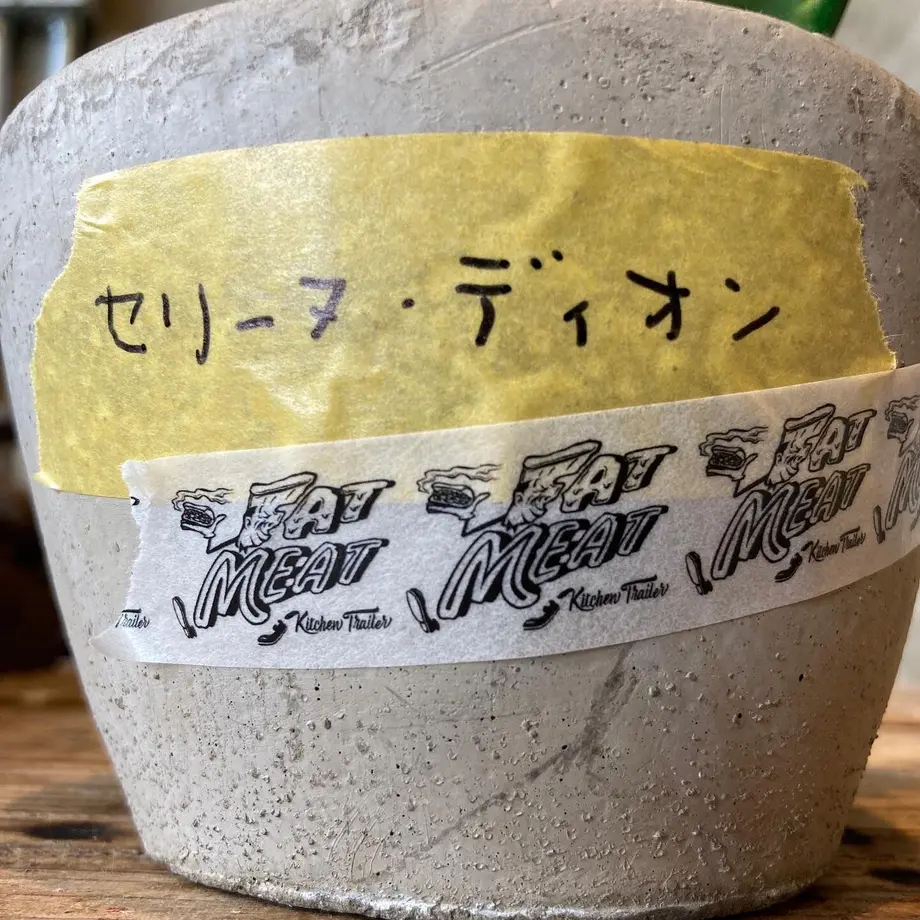 セリーヌ・ディオン
FAT
MEAT
Kitchen Trailer
FAT
MEAT
Kitchen Trailer
FAT
MEAT
Kitchen Trailer